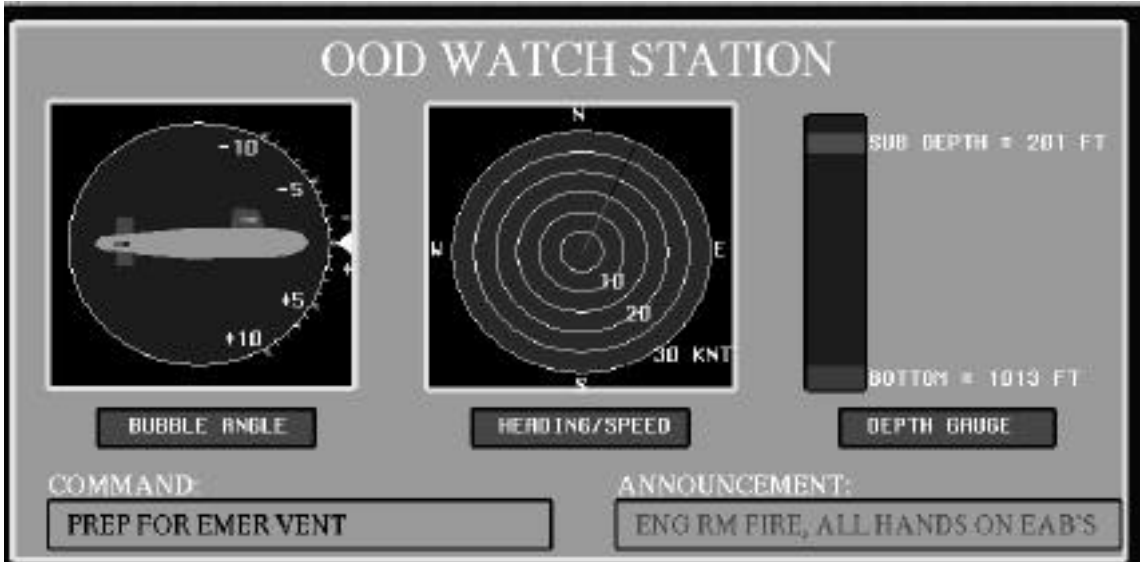 OOD WATCH STATION
-10
-5
-
+
+5
+10
N
W
E
S
10
20
30 KNT
SUB DEPTH = 201 FT
BOTTOM = 1013 FT
BUBBLE ANGLE
HEADING/SPEED
DEPTH GAUGE
COMMAND:
PREP FOR EMER VENT
ANNOUNCEMENT:
ENG RM FIRE, ALL HANDS ON EAB'S